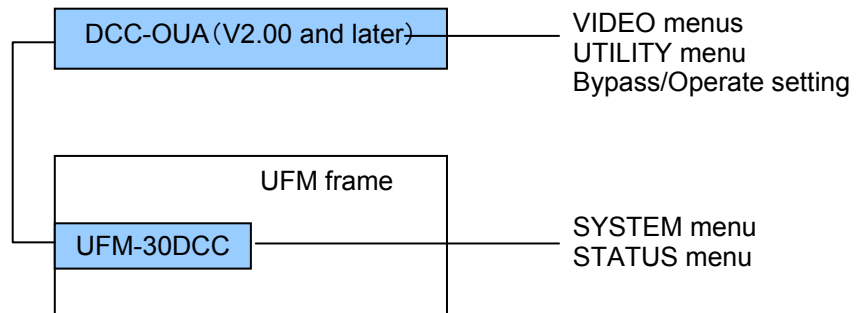 DCC-OUA（V2.00 and later）
VIDEO menus
UTILITY menu
Bypass/Operate setting
UFM frame
UFM-30DCC
SYSTEM menu
STATUS menu